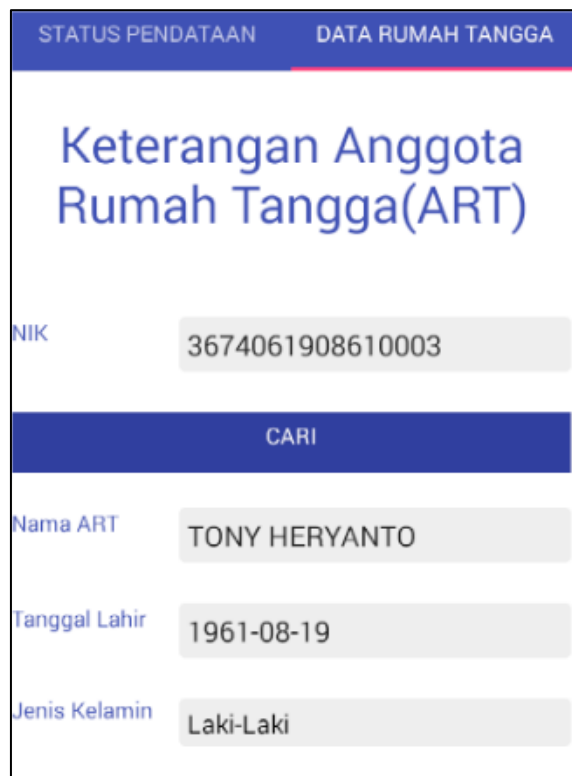 STATUS PENDATAAN DATA RUMAH TANGGA
Keterangan Anggota
Rumah Tangga(ART)
NIK 3674061908610003
CARI
Nama ART TONY HERYANTO
Tanggal Lahir 1961-08-19
Jenis Kelamin Laki-Laki